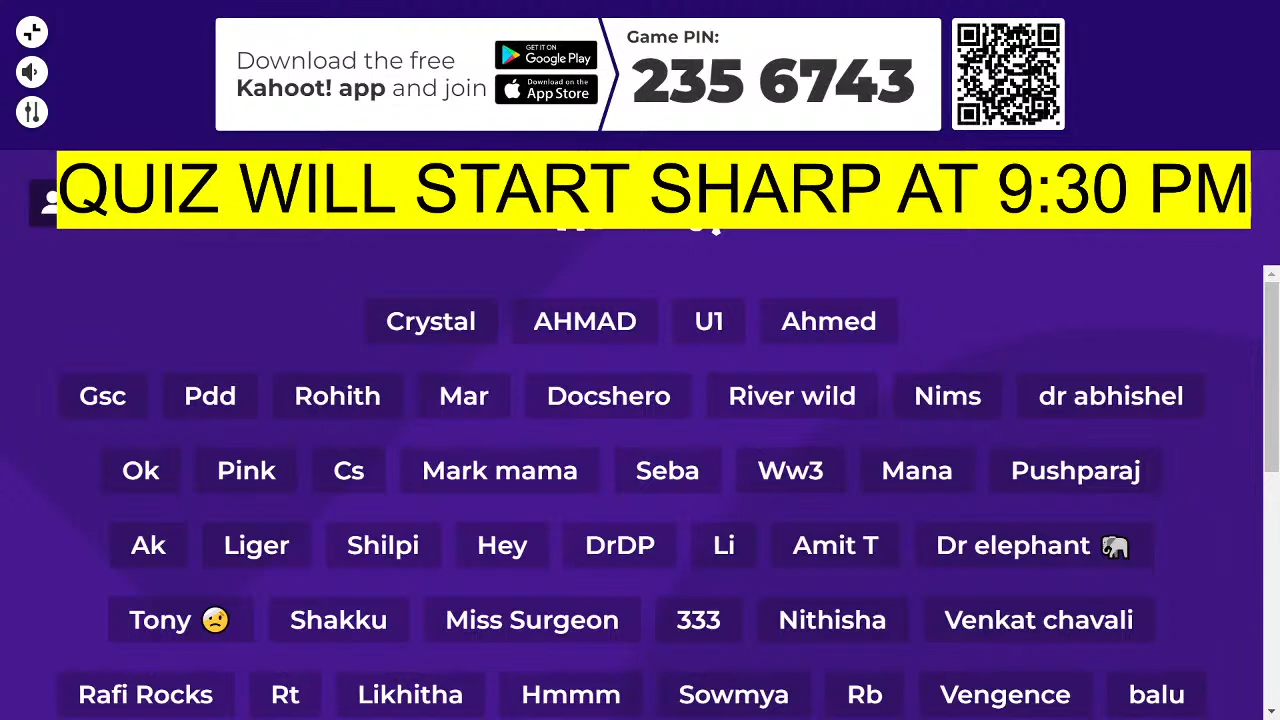 Download the free
Kahoot! app and join
GET IT ON
Google Play
Download on the
App Store
Game PIN:
235 6743
QUIZ WILL START SHARP AT 9:30 PM
Crystal AHMAD U1 Ahmed
Gsc Pdd Rohith Mar Docshero River wild Nims dr abhishel
Ok Pink Cs Mark mama Seba Ww3 Mana Pushparaj
Ak Liger Shilpi Hey DrDP Li Amit T Dr elephant 🐘
Tony 🤕 Shakku Miss Surgeon 333 Nithisha Venkat chavali
Rafi Rocks Rt Likhitha Hmmm Sowmya Rb Vengence balu